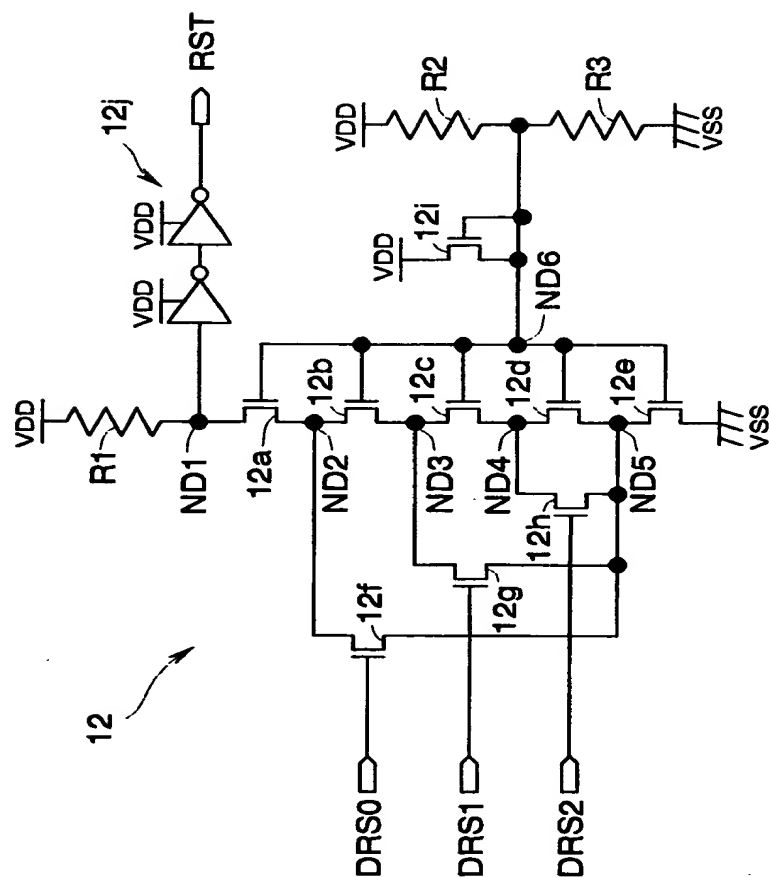 12
VDD
R1
ND1
VDD
VDD
12j
RST
12a
ND2
12b
ND3
12c
ND4
12d
ND5
12e
VSS
ND6
VDD
12i
VDD
R2
R3
VSS
12f
12g
12h
DRS0
DRS1
DRS2